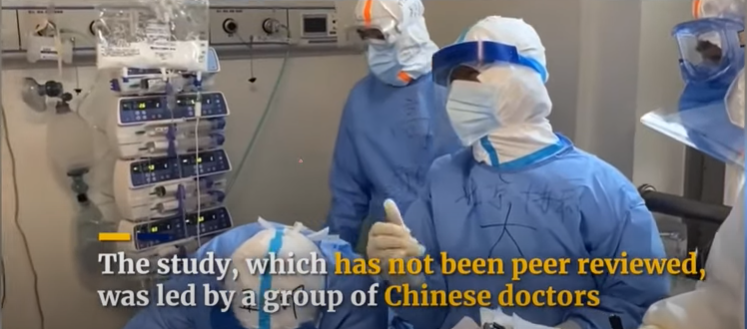 The study, which has not been peer reviewed,
was led by a group of Chinese doctors